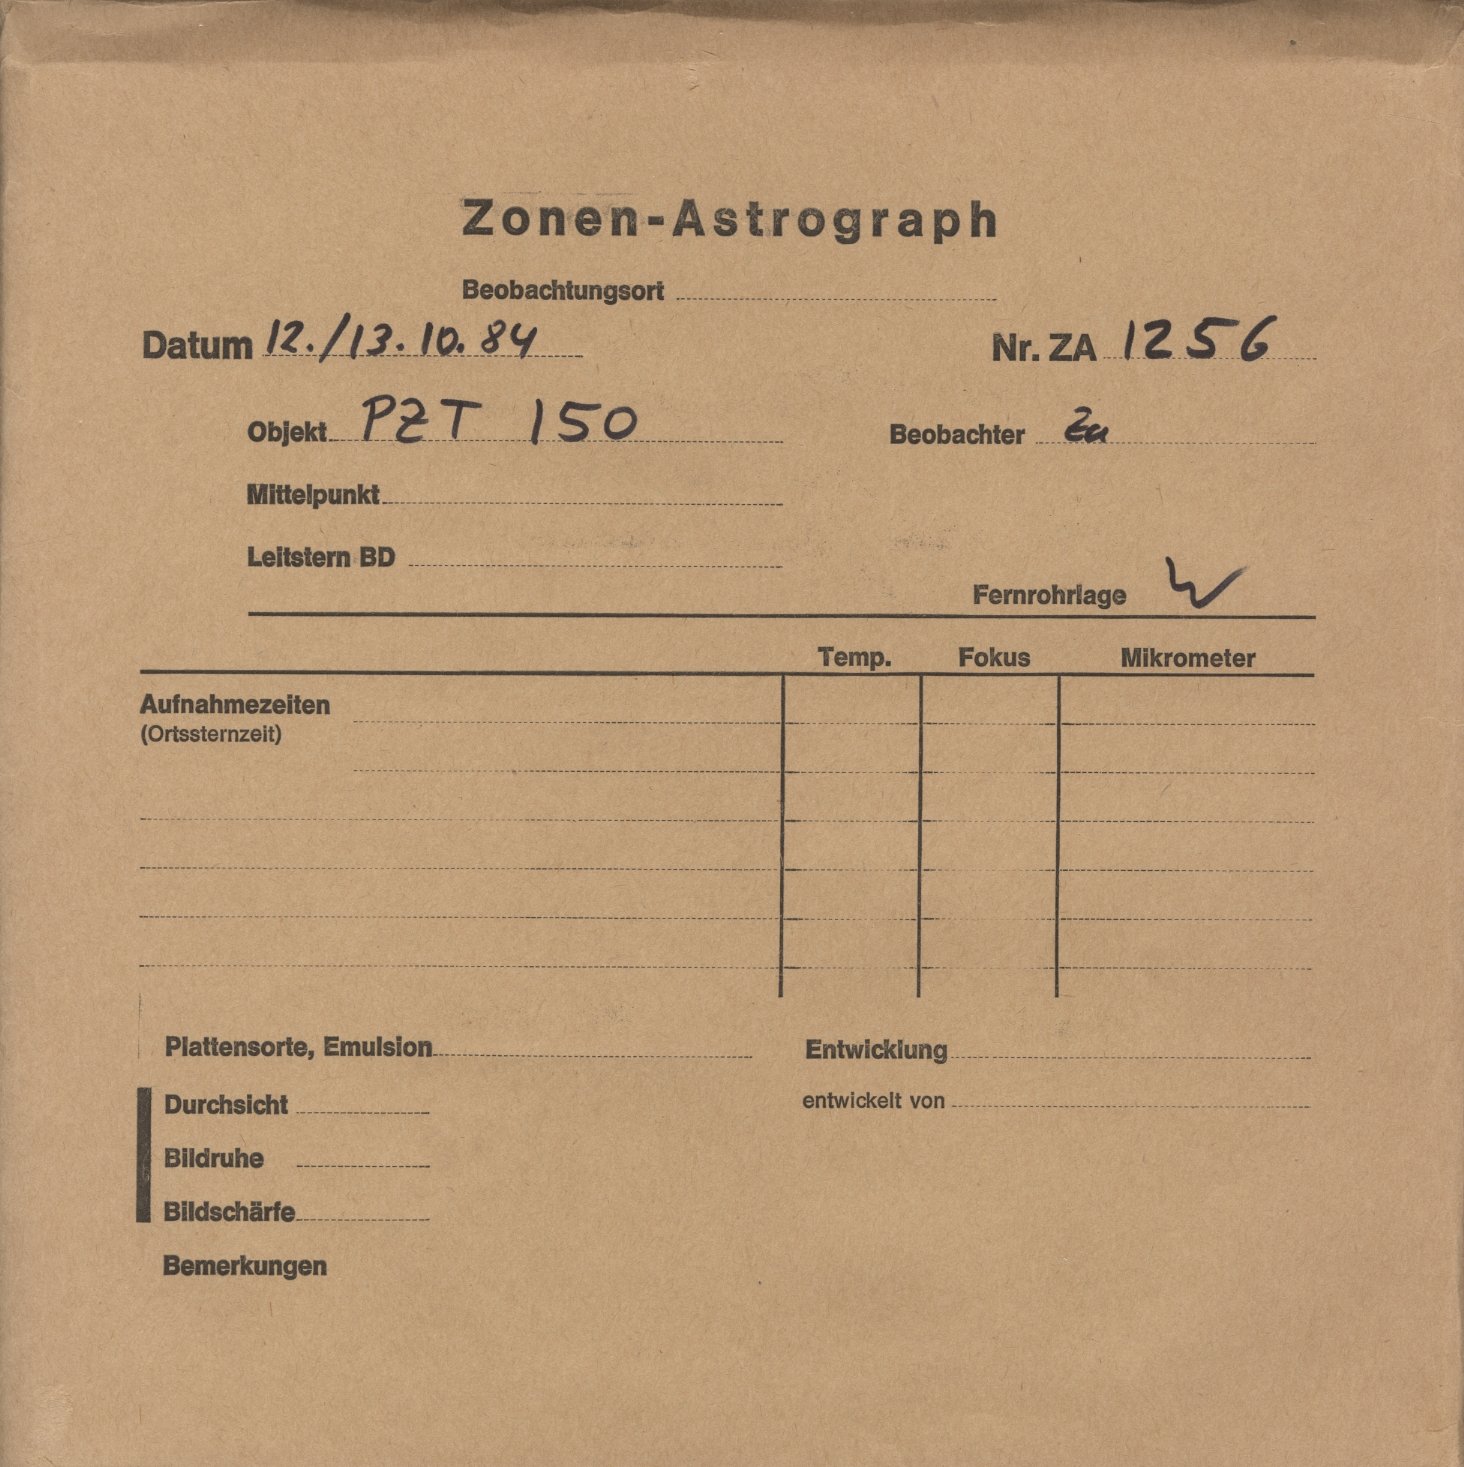 Zonen-Astrograph
Beobachtungsort
Datum 12./13.10.84 Nr. ZA 1256
Objekt PZT 150 Beobachter Zu
Mittelpunkt
Leitstern BD
Fernrohrlage W
Temp. Fokus Mikrometer
Aufnahmezeiten
(Ortssternzeit)
Plattensorte, Emulsion Entwicklung
Durchsicht entwickelt von
Bildruhe
Bildschärfe
Bemerkungen